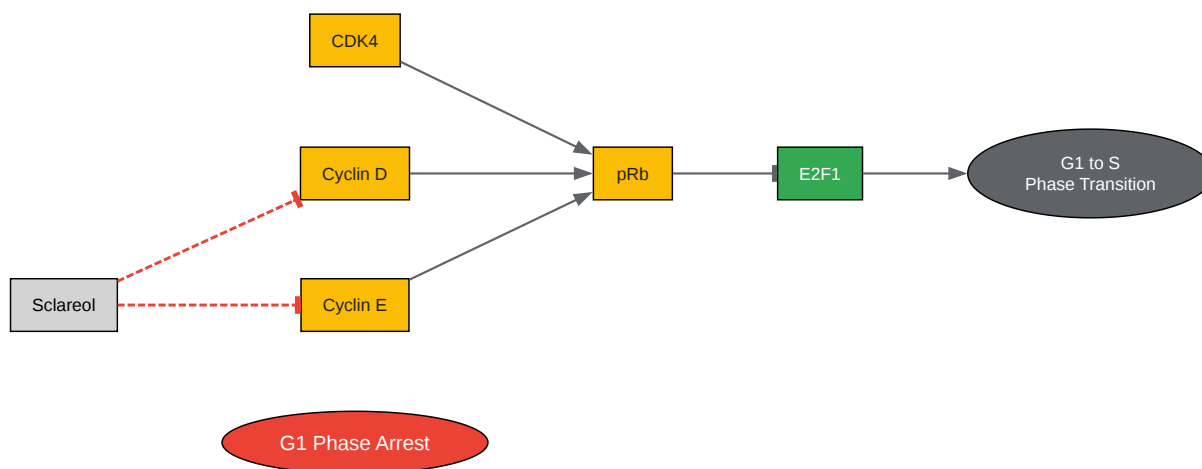 CDK4
Cyclin D
pRb
E2F1
G1 to S
Phase Transition
Sclareol
Cyclin E
G1 Phase Arrest